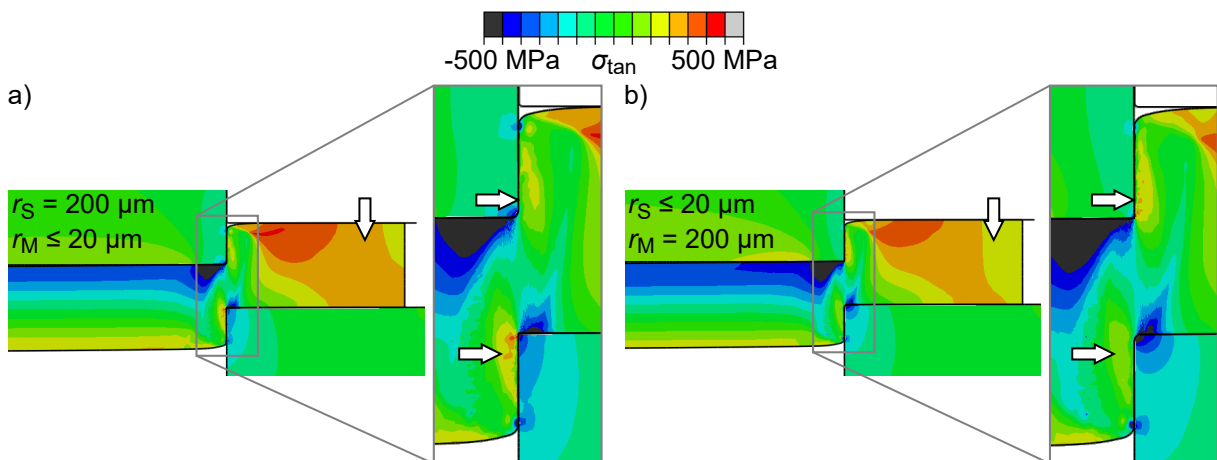 -500 MPa σtan 500 MPa
a)
rS = 200 µm
rM ≤ 20 µm
b)
rS ≤ 20 µm
rM = 200 µm